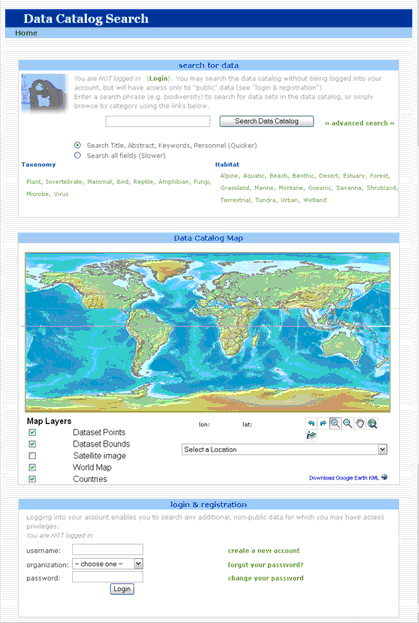 Data Catalog Search
Home
search for data
You are NOT logged in  (Login). You may search the data catalog without being logged into your
account, but will have access only to "public" data (see "login & registration")
Enter a search phrase (e.g. biodiversity) to search for data sets in the data catalog, or simply
browse by category using the links below.
Search Data Catalog
» advanced search »
Search Title, Abstract, Keywords, Personnel (Quicker)
Search all fields (Slower)
Taxonomy
Plant, Invertebrate, Mammal, Bird, Reptile, Amphibian, Fungi,
Microbe, Virus
Habitat
Alpine, Aquatic, Beach, Benthic, Desert, Estuary, Forest,
Grassland, Marine, Montane, Oceanic, Savanna, Shrubland,
Terrestrial, Tundra, Urban, Wetland
Data Catalog Map
Map Layers
Dataset Points
Dataset Bounds
Satellite image
World Map
Countries
lon: lat:
Select a Location
Download Google Earth KML
login & registration
Logging into your account enables you to search any additional, non-public data for which you may have access
privileges:
You are NOT logged in
username:
organization: ~ choose one ~
password:
Login
create a new account
forgot your password?
change your password